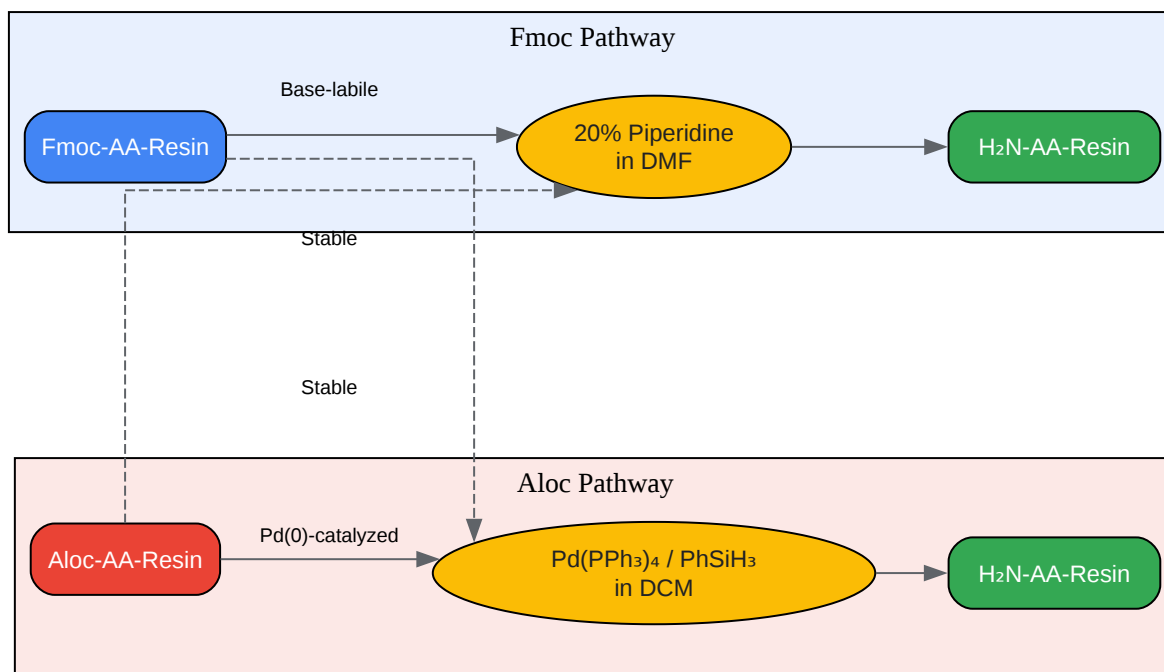 Fmoc Pathway
Base-labile
Fmoc-AA-Resin
20% Piperidine
in DMF
H₂N-AA-Resin
Stable
Stable
Aloc Pathway
Pd(0)-catalyzed
Aloc-AA-Resin
Pd(PPh₃)₄ / PhSiH₃
in DCM
H₂N-AA-Resin